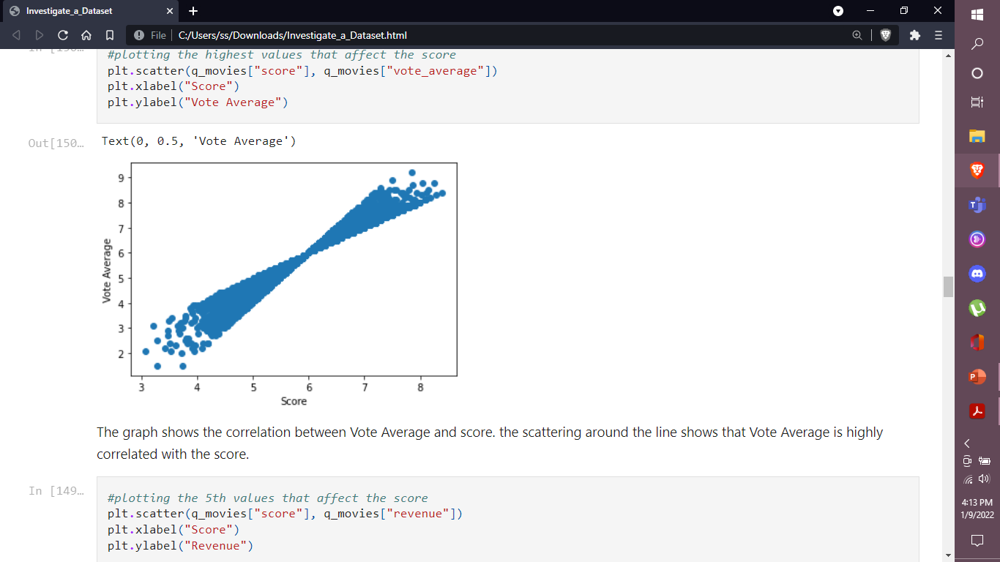 Investigate_a_Dataset
File C:/Users/ss/Downloads/Investigate_a_Dataset.html
#plotting the highest values that affect the score
plt.scatter(q_movies["score"], q_movies["vote_average"])
plt.xlabel("Score")
plt.ylabel("Vote Average")
Out[150…
Text(0, 0.5, 'Vote Average')
9
8
7
6
5
4
3
2
Vote Average
3 4 5 6 7 8
Score
The graph shows the correlation between Vote Average and score. the scattering around the line shows that Vote Average is highly
correlated with the score.
In [149…
#plotting the 5th values that affect the score
plt.scatter(q_movies["score"], q_movies["revenue"])
plt.xlabel("Score")
plt.ylabel("Revenue")
4:13 PM
1/9/2022